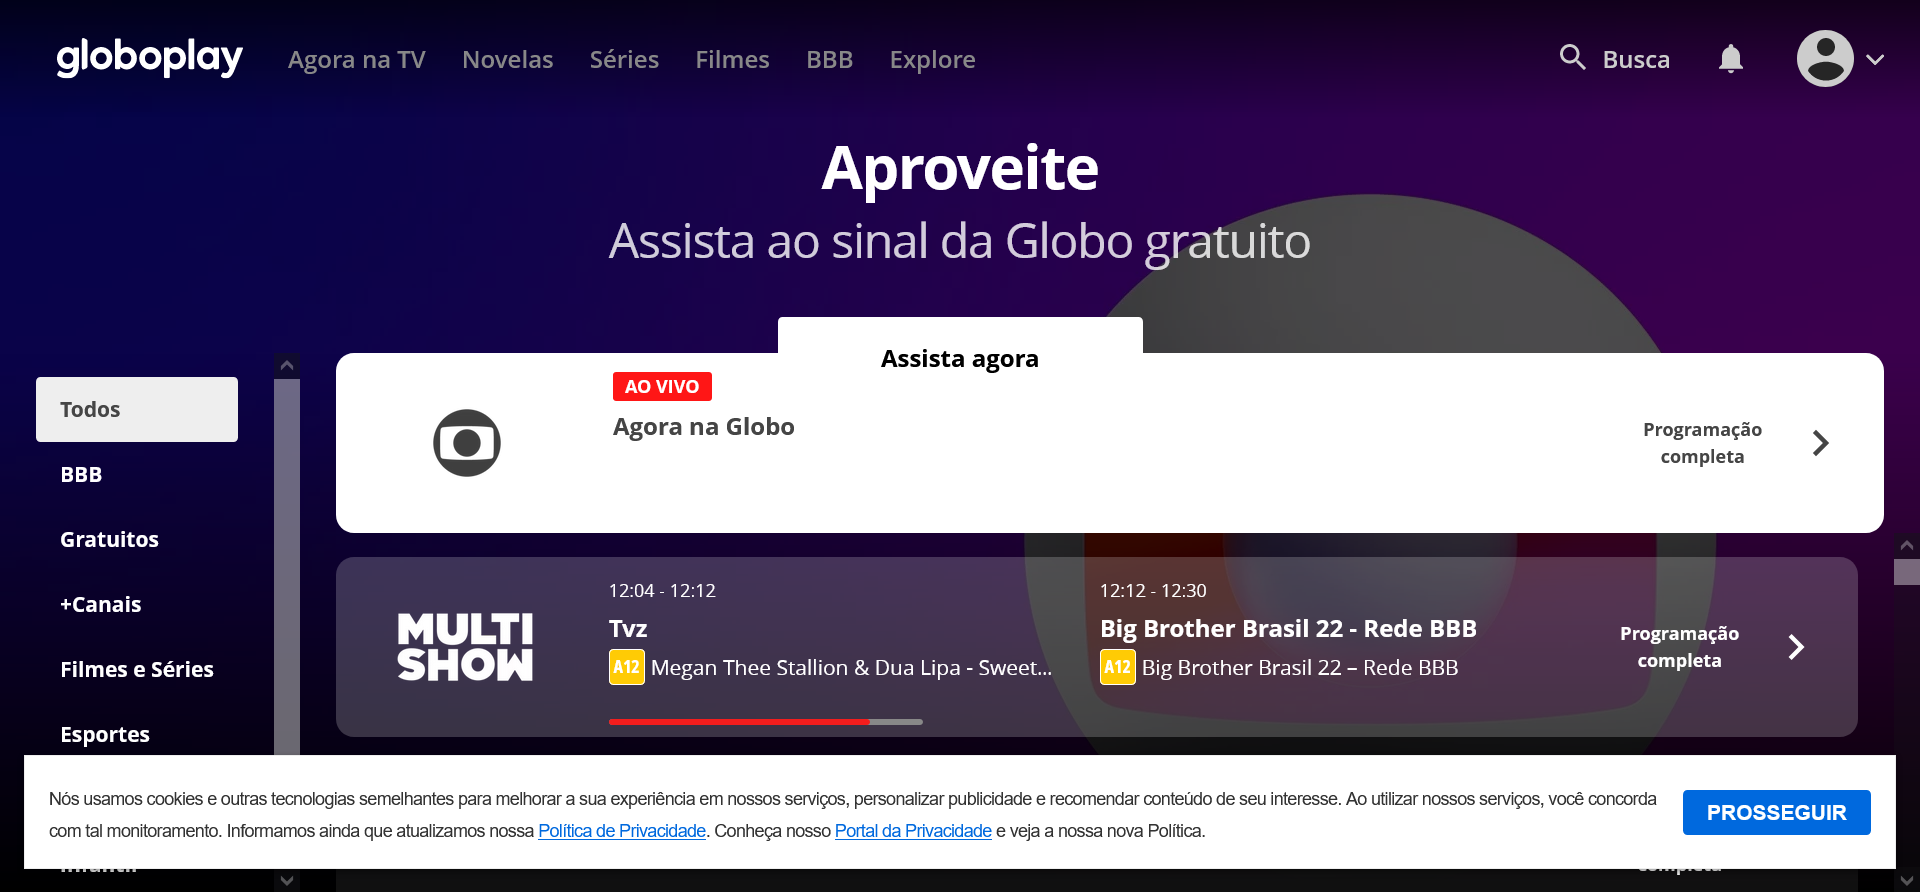 globoplay
Agora na TV
Novelas
Séries
Filmes
BBB
Explore
Busca
Aproveite
Assista ao sinal da Globo gratuito
Assista agora
Todos
BBB
Gratuitos
+Canais
Filmes e Séries
Esportes
AO VIVO
Agora na Globo
Programação
completa
MULTI
SHOW
12:04 - 12:12
Tvz
A12 Megan Thee Stallion & Dua Lipa - Sweet...
12:12 - 12:30
Big Brother Brasil 22 - Rede BBB
A12 Big Brother Brasil 22 – Rede BBB
Programação
completa
Nós usamos cookies e outras tecnologias semelhantes para melhorar a sua experiência em nossos serviços, personalizar publicidade e recomendar conteúdo de seu interesse. Ao utilizar nossos serviços, você concorda
com tal monitoramento. Informamos ainda que atualizamos nossa Política de Privacidade. Conheça nosso Portal da Privacidade e veja a nossa nova Política.
PROSSEGUIR